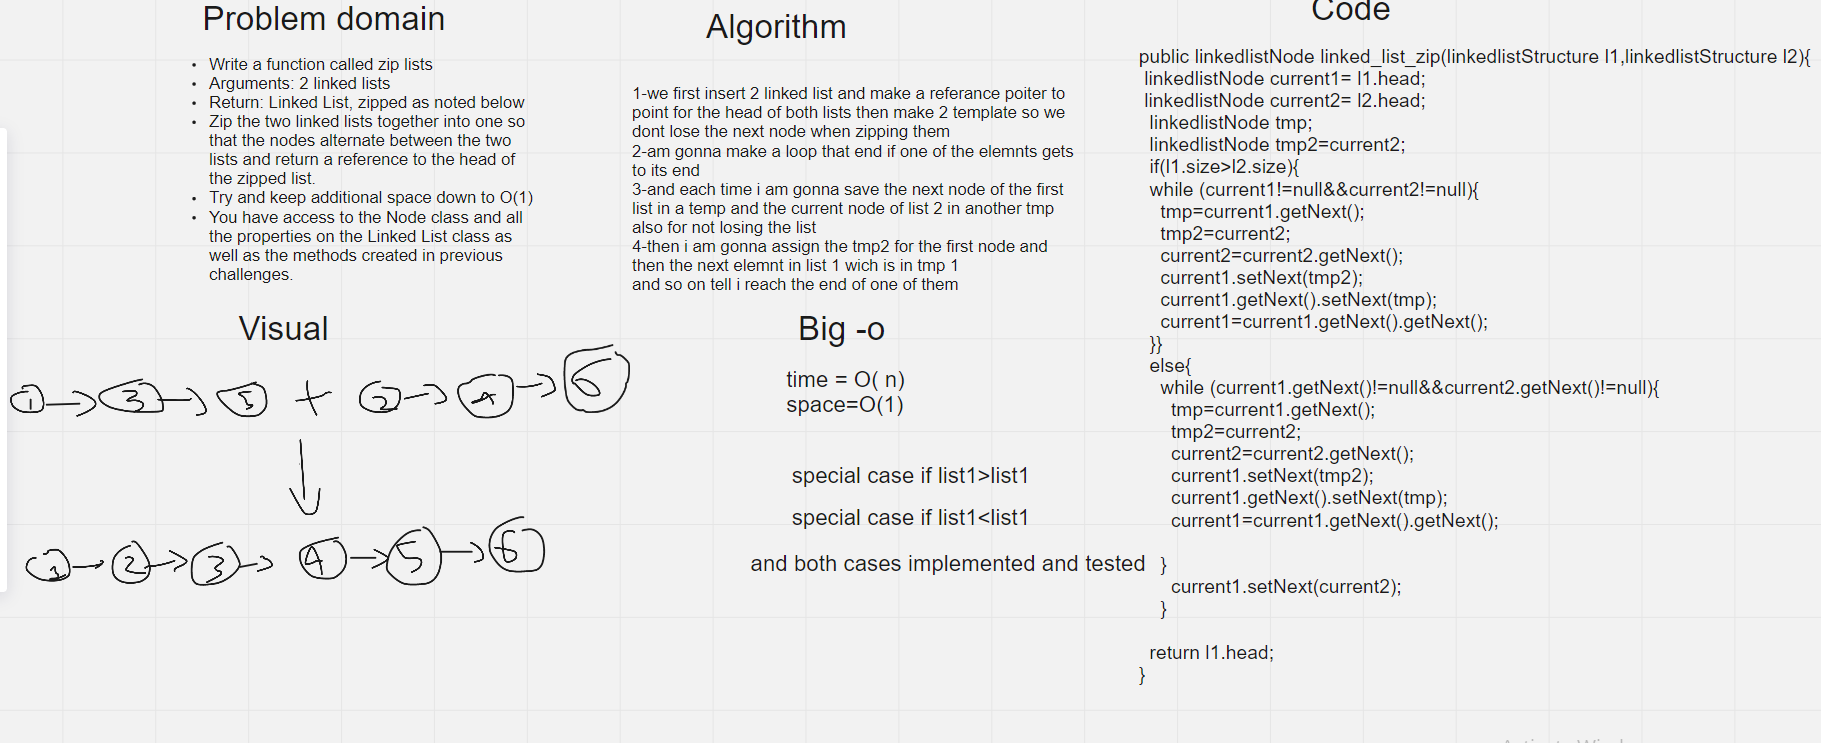 Problem domain
• Write a function called zip lists
• Arguments: 2 linked lists
• Return: Linked List, zipped as noted below
• Zip the two linked lists together into one so
that the nodes alternate between the two
lists and return a reference to the head of
the zipped list.
• Try and keep additional space down to O(1)
• You have access to the Node class and all
the properties on the Linked List class as
well as the methods created in previous
challenges.
Visual
1 3 5 + 2 4 6
1 2 3 4 5 6
Algorithm
1-we first insert 2 linked list and make a referance poiter to
point for the head of both lists then make 2 template so we
dont lose the next node when zipping them
2-am gonna make a loop that end if one of the elemnts gets
to its end
3-and each time i am gonna save the next node of the first
list in a temp and the current node of list 2 in another tmp
also for not losing the list
4-then i am gonna assign the tmp2 for the first node and
then the next elemnt in list 1 wich is in tmp 1
and so on tell i reach the end of one of them
Big -o
time = O( n)
space=O(1)
special case if list1>list1
special case if list1<list1
and both cases implemented and tested
Code
public linkedlistNode linked_list_zip(linkedlistStructure l1,linkedlistStructure l2){
linkedlistNode current1= l1.head;
linkedlistNode current2= l2.head;
linkedlistNode tmp;
linkedlistNode tmp2=current2;
if(l1.size>l2.size){
while (current1!=null&&current2!=null){
tmp=current1.getNext();
tmp2=current2;
current2=current2.getNext();
current1.setNext(tmp2);
current1.getNext().setNext(tmp);
current1=current1.getNext().getNext();
}}
else{
while (current1.getNext()!=null&&current2.getNext()!=null){
tmp=current1.getNext();
tmp2=current2;
current2=current2.getNext();
current1.setNext(tmp2);
current1.getNext().setNext(tmp);
current1=current1.getNext().getNext();
}
current1.setNext(current2);
}
return l1.head;
}